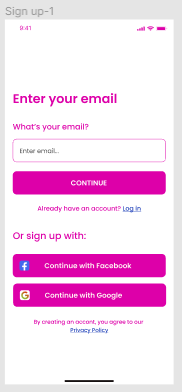 Sign up-1
9:41
Enter your email
What's your email?
Enter email...
CONTINUE
Already have an account? Log in
Or sign up with:
Continue with Facebook
Continue with Google
By creating an accont, you agree to our
Privacy Policy